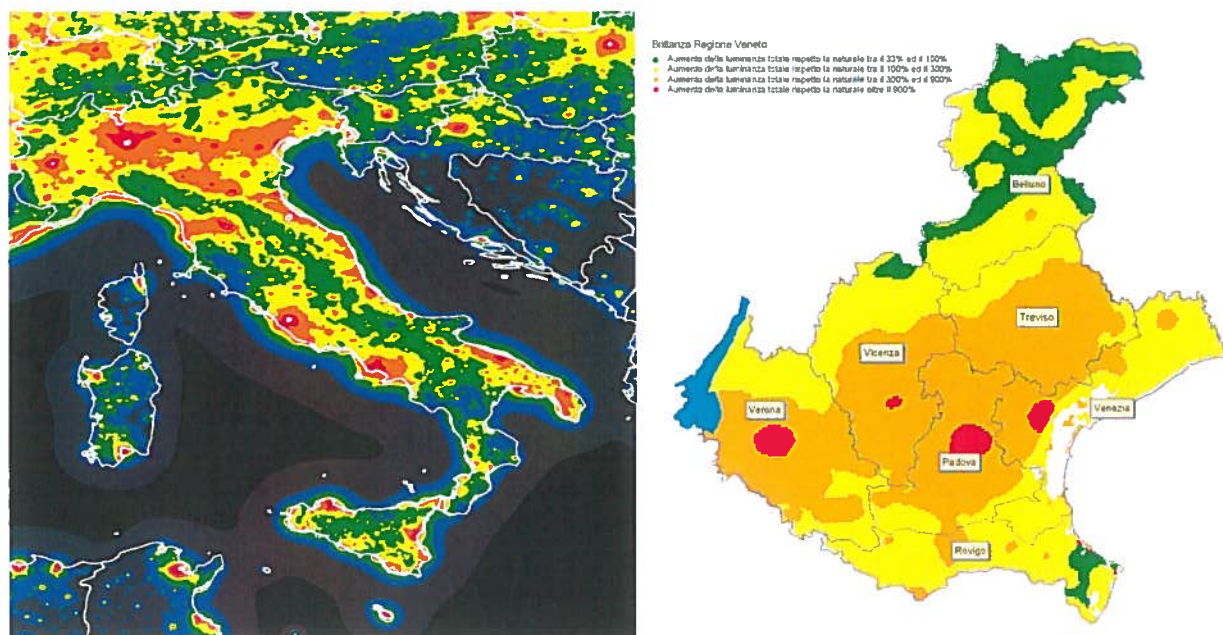 Brillanza Regione Veneto
Aumento della luminanza totale rispetto la naturale tra il 33% ed il 100%
Aumento della luminanza totale rispetto la naturale tra il 100% ed il 300%
Aumento della luminanza totale rispetto la naturale tra il 300% ed il 900%
Aumento della luminanza totale rispetto la naturale oltre il 900%
Belluno
Treviso
Vicenza
Verona
Venezia
Padova
Rovigo